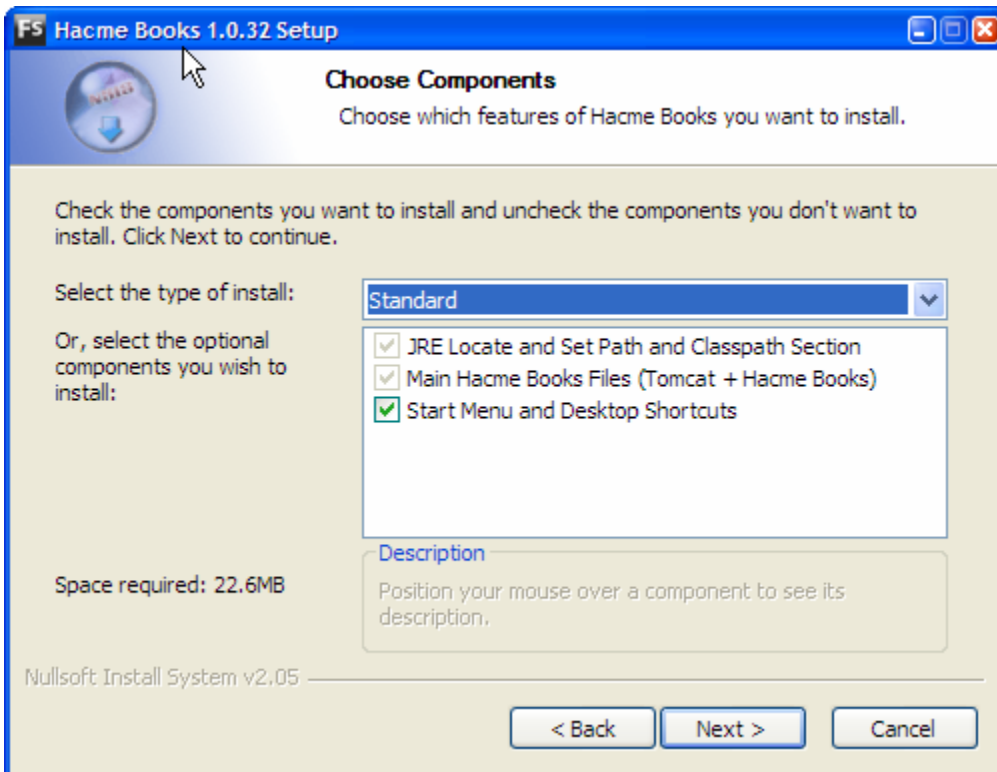 FS Hacme Books 1.0.32 Setup
Choose Components
Choose which features of Hacme Books you want to install.
Check the components you want to install and uncheck the components you don't want to
install. Click Next to continue.
Select the type of install:
Standard
Or, select the optional
components you wish to
install:
JRE Locate and Set Path and Classpath Section
Main Hacme Books Files (Tomcat + Hacme Books)
Start Menu and Desktop Shortcuts
Space required: 22.6MB
Description
Position your mouse over a component to see its
description.
Nullsoft Install System v2.05
< Back
Next >
Cancel